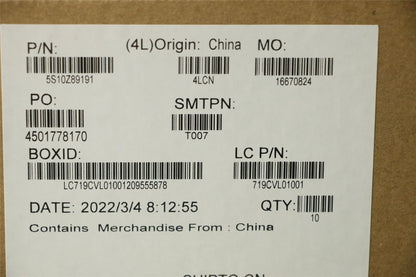 P/N: (4L)Origin: China MO:
5S10Z89191 4LCN 16670824
PO: SMTPN:
4501778170 T007
BOXID: LC P/N:
LC719CVL01001209555878 719CVL01001
DATE: 2022/3/4 8:12:55 QTY:
10
Contains Merchandise From : China